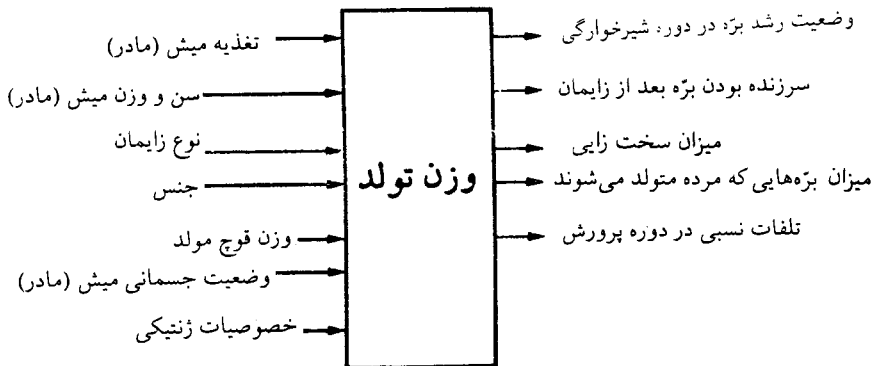 وضعیت رشد برّه در دوره شیرخوارگی
سرزنده بودن برّه بعد از زایمان
میزان سخت زایی
میزان برّه‌هایی که مرده متولد می‌شوند
تلفات نسبی در دوره پرورش
وزن تولد
تغذیه میش (مادر)
سن و وزن میش (مادر)
نوع زایمان
جنس
وزن قوچ مولد
وضعیت جسمانی میش (مادر)
خصوصیات ژنتیکی